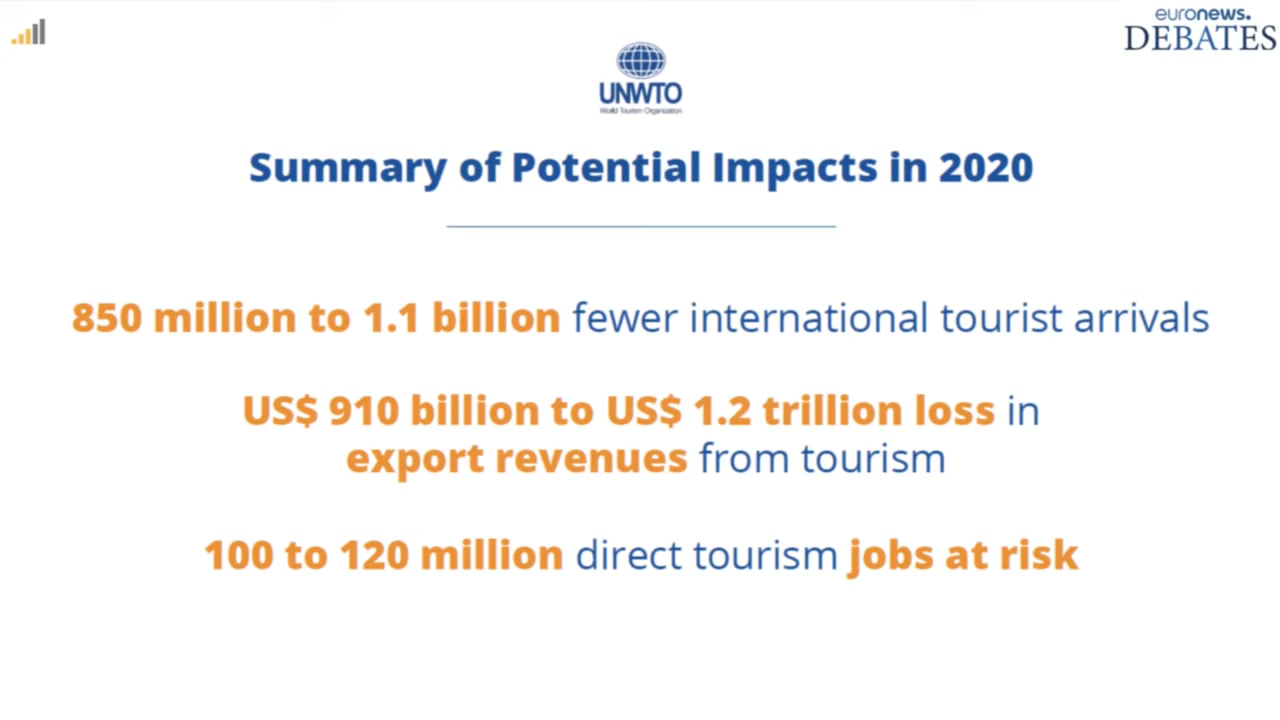 euronews.
DEBATES
UNWTO
World Tourism Organization
Summary of Potential Impacts in 2020
850 million to 1.1 billion fewer international tourist arrivals
US$ 910 billion to US$ 1.2 trillion loss in
export revenues from tourism
100 to 120 million direct tourism jobs at risk